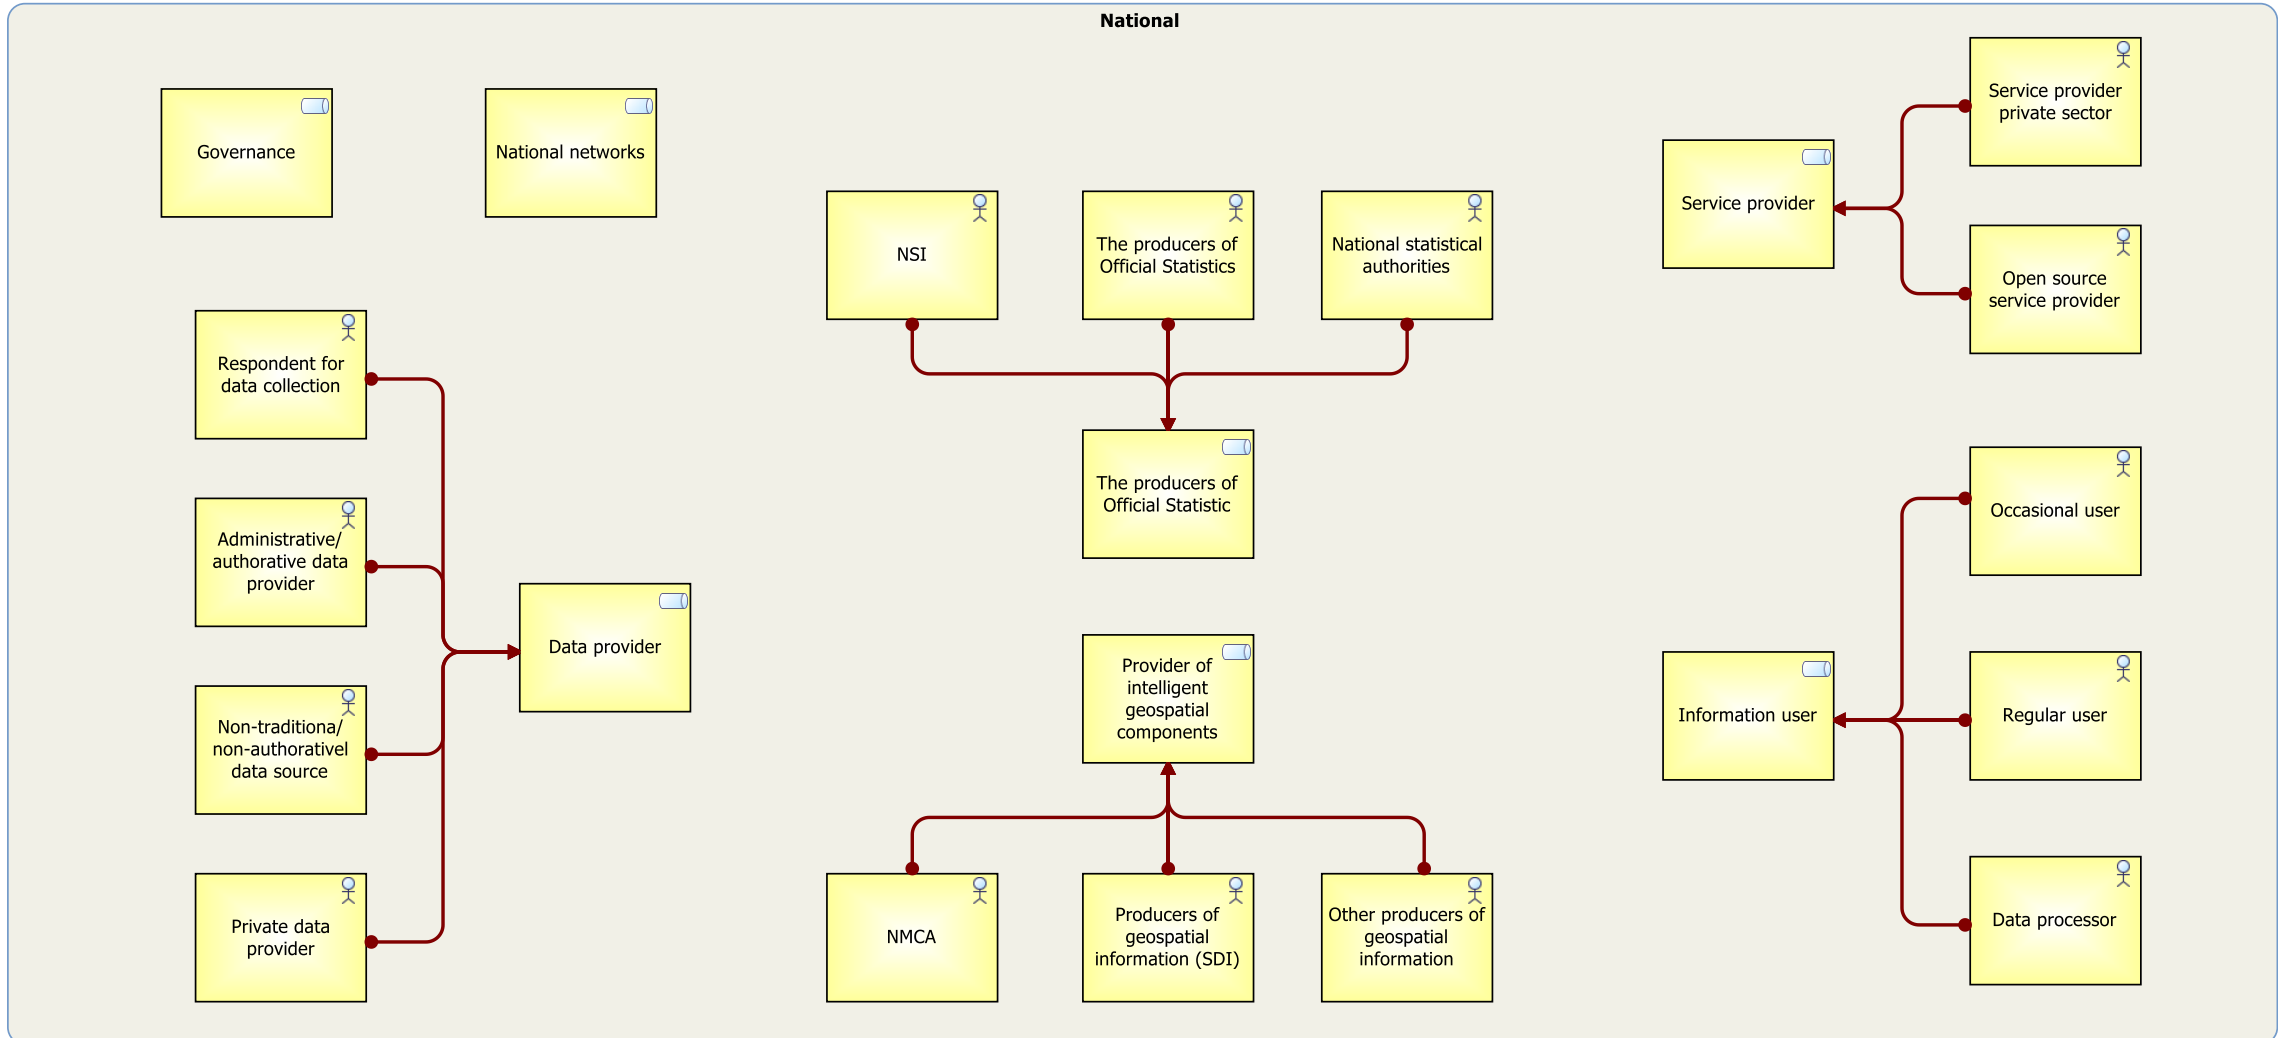 National
Governance
National networks
NSI
The producers of
Official Statistics
National statistical
authorities
Service provider
Service provider
private sector
Open source
service provider
Respondent for
data collection
Administrative/
authorative data
provider
Non-traditiona/
non-authorativel
data source
Private data
provider
Data provider
The producers of
Official Statistic
Provider of
intelligent
geospatial
components
NMCA
Producers of
geospatial
information (SDI)
Other producers of
geospatial
information
Information user
Occasional user
Regular user
Data processor